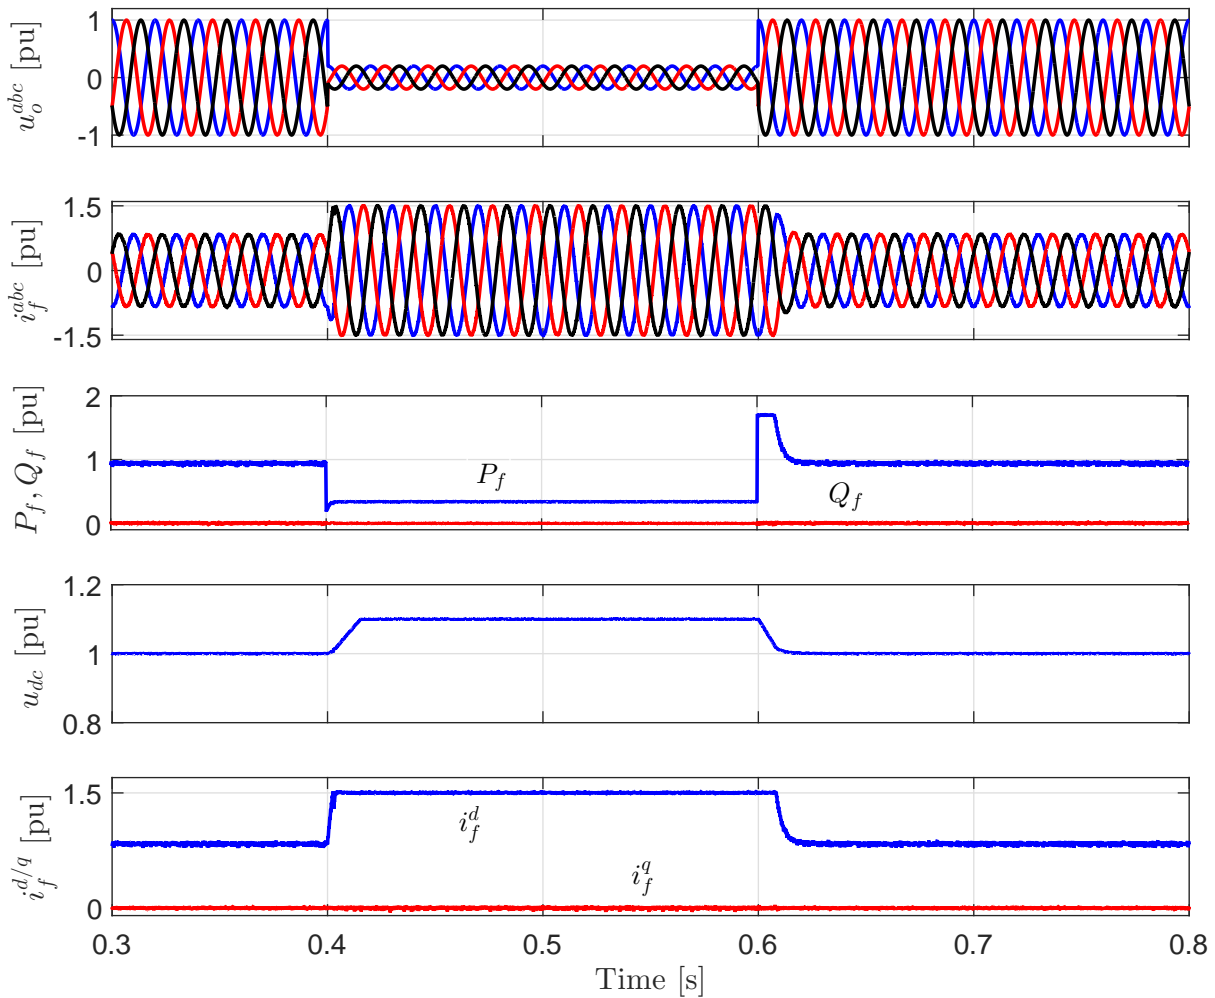 u_o^{abc} [pu]
1
0
-1
i_f^{abc} [pu]
1.5
0
-1.5
P_f, Q_f [pu]
2
1
0
P_f
Q_f
u_{dc} [pu]
1.2
1
0.8
i_f^{d/q} [pu]
1.5
0
i_f^d
i_f^q
0.3 0.4 0.5 0.6 0.7 0.8
Time [s]